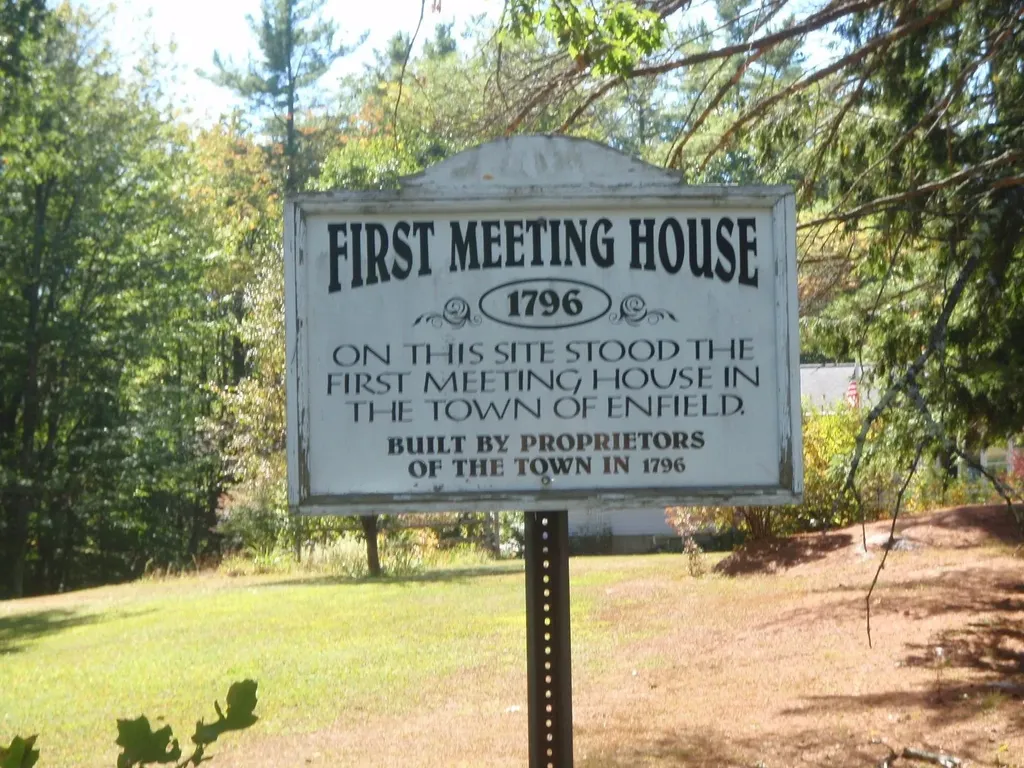 FIRST MEETING HOUSE
1796
ON THIS SITE STOOD THE
FIRST MEETING HOUSE IN
THE TOWN OF ENFIELD.
BUILT BY PROPRIETORS
OF THE TOWN IN 1796